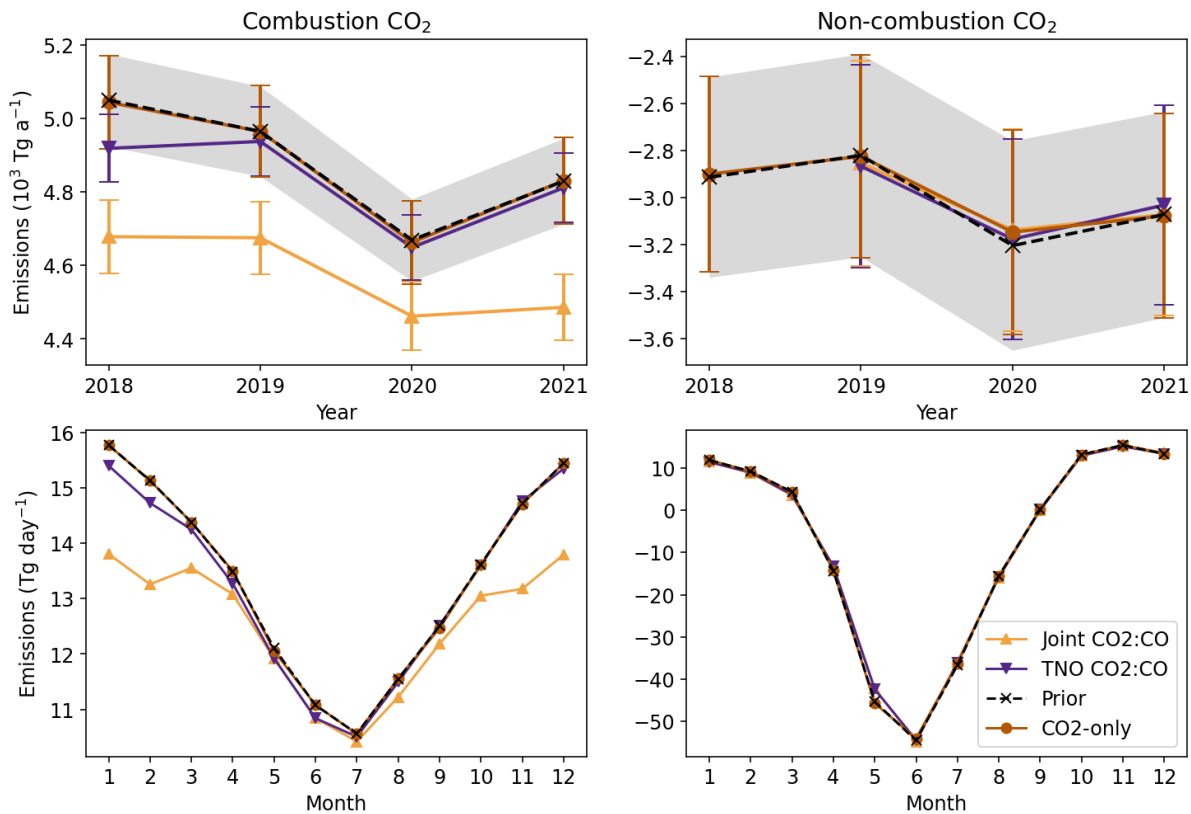 Combustion CO₂
Non-combustion CO₂
Emissions (10³ Tg a⁻¹)
5.2
5.0
4.8
4.6
4.4
2018 2019 2020 2021
Year
−2.4
−2.6
−2.8
−3.0
−3.2
−3.4
−3.6
2018 2019 2020 2021
Year
Emissions (Tg day⁻¹)
16
15
14
13
12
11
1 2 3 4 5 6 7 8 9 10 11 12
Month
10
0
−10
−20
−30
−40
−50
Joint CO2:CO
TNO CO2:CO
Prior
CO2-only
1 2 3 4 5 6 7 8 9 10 11 12
Month